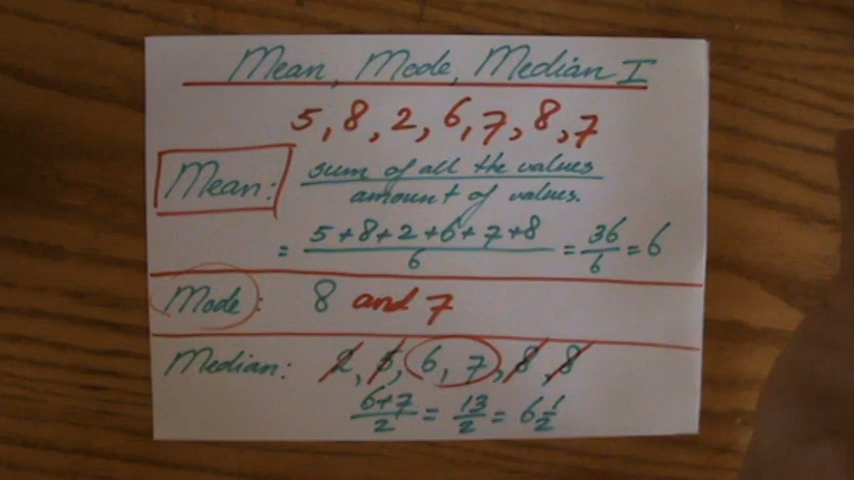 Mean, Mode, Median I
5, 8, 2, 6, 7, 8, 7
Mean: sum of all the values
amount of values.
= 5+8+2+6+7+8 / 6 = 36/6 = 6
Mode: 8 and 7
Median: 2, 5, 6, 7, 8, 8
6+7/2 = 13/2 = 6 1/2